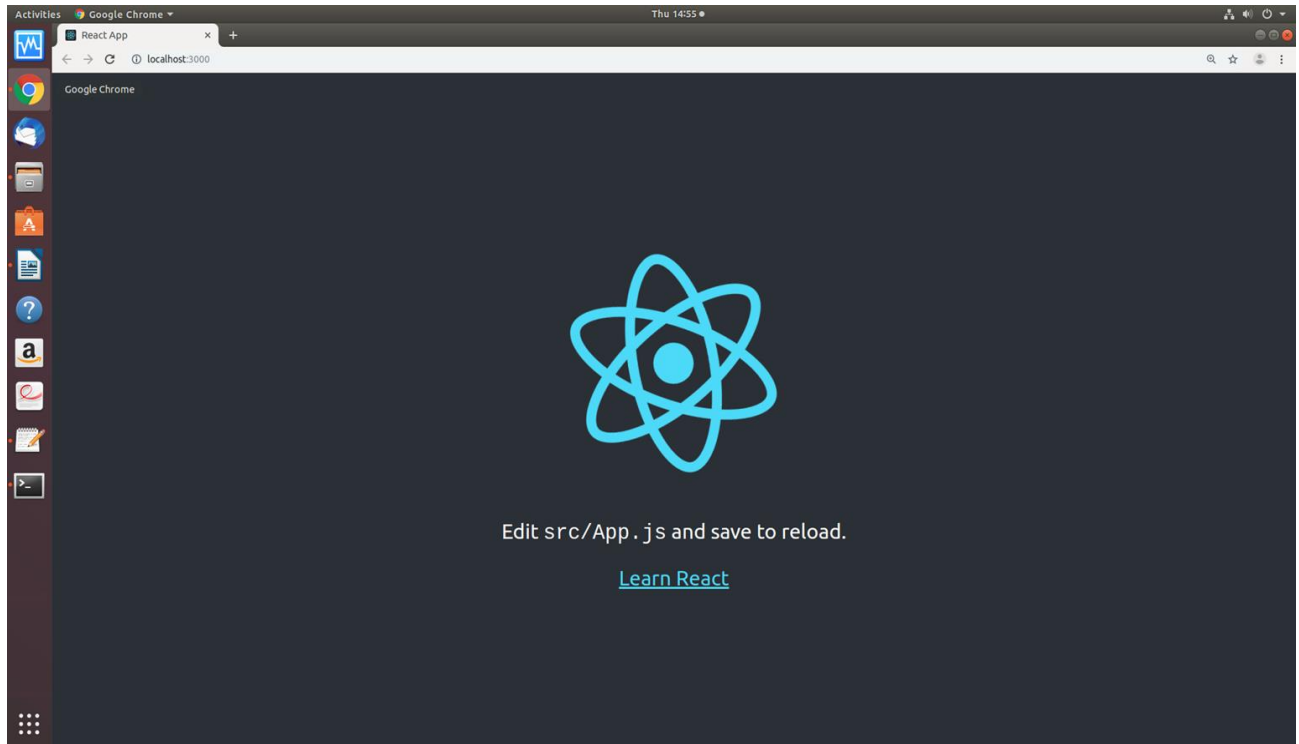 Activities Google Chrome Thu 14:55
React App × +
localhost:3000
Google Chrome
Edit src/App.js and save to reload.
Learn React